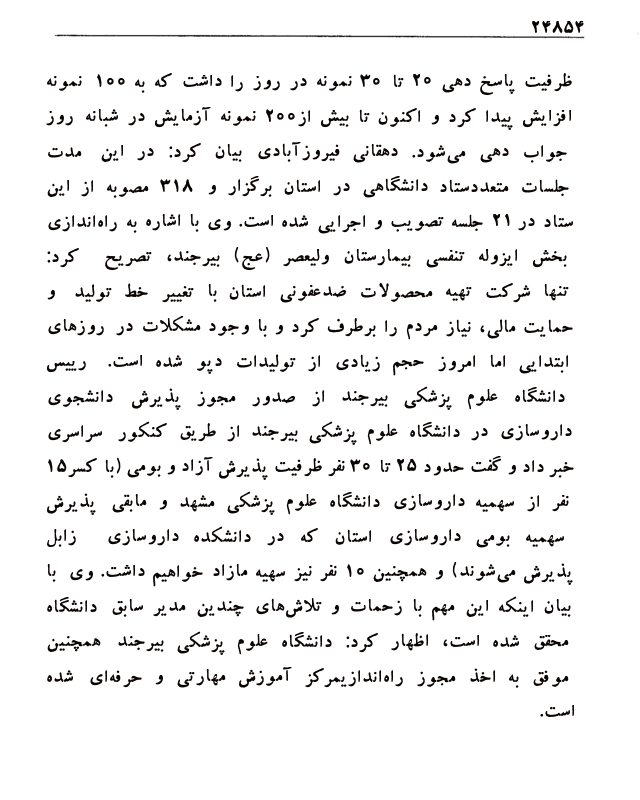 ۲۴۸۵۴
ظرفیت پاسخ دهی ۲۰ تا ۳۰ نمونه در روز را داشت که به ۱۰۰ نمونه
افزایش پیدا کرد و اکنون تا بیش از۲۰۰ نمونه آزمایش در شبانه روز
جواب دهی می‌شود. دهقانی فیروزآبادی بیان کرد: در این مدت
جلسات متعددستاد دانشگاهی در استان برگزار و ۳۱۸ مصوبه از این
ستاد در ۲۱ جلسه تصویب و اجرایی شده است. وی با اشاره به راه‌اندازی
بخش ایزوله تنفسی بیمارستان ولیعصر (عج) بیرجند، تصریح کرد:
تنها شرکت تهیه محصولات ضدعفونی استان با تغییر خط تولید و
حمایت مالی، نیاز مردم را برطرف کرد و با وجود مشکلات در روزهای
ابتدایی اما امروز حجم زیادی از تولیدات دپو شده است. رییس
دانشگاه علوم پزشکی بیرجند از صدور مجوز پذیرش دانشجوی
داروسازی در دانشگاه علوم پزشکی بیرجند از طریق کنکور سراسری
خبر داد و گفت حدود ۲۵ تا ۳۰ نفر ظرفیت پذیرش آزاد و بومی (با کسر۱۵
نفر از سهمیه داروسازی دانشگاه علوم پزشکی مشهد و مابقی پذیرش
سهمیه بومی داروسازی استان که در دانشکده داروسازی زابل
پذیرش می‌شوند) و همچنین ۱۰ نفر نیز سهیه مازاد خواهیم داشت. وی با
بیان اینکه این مهم با زحمات و تلاش‌های چندین مدیر سابق دانشگاه
محقق شده است، اظهار کرد: دانشگاه علوم پزشکی بیرجند همچنین
موفق به اخذ مجوز راه‌اندازیمرکز آموزش مهارتی و حرفه‌ای شده
است.